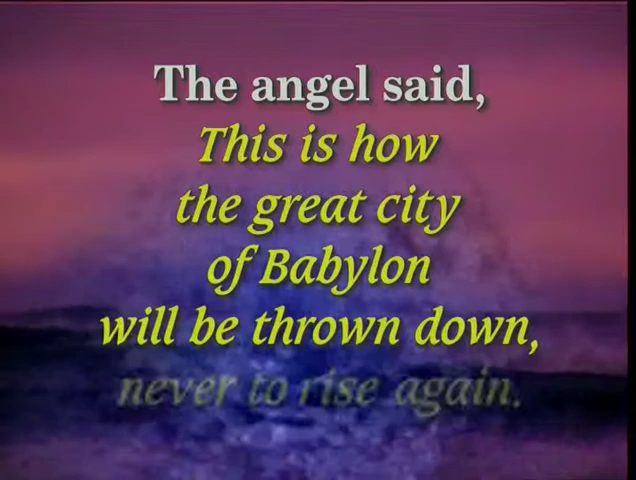 The angel said,
This is how
the great city
of Babylon
will be thrown down,
never to rise again.